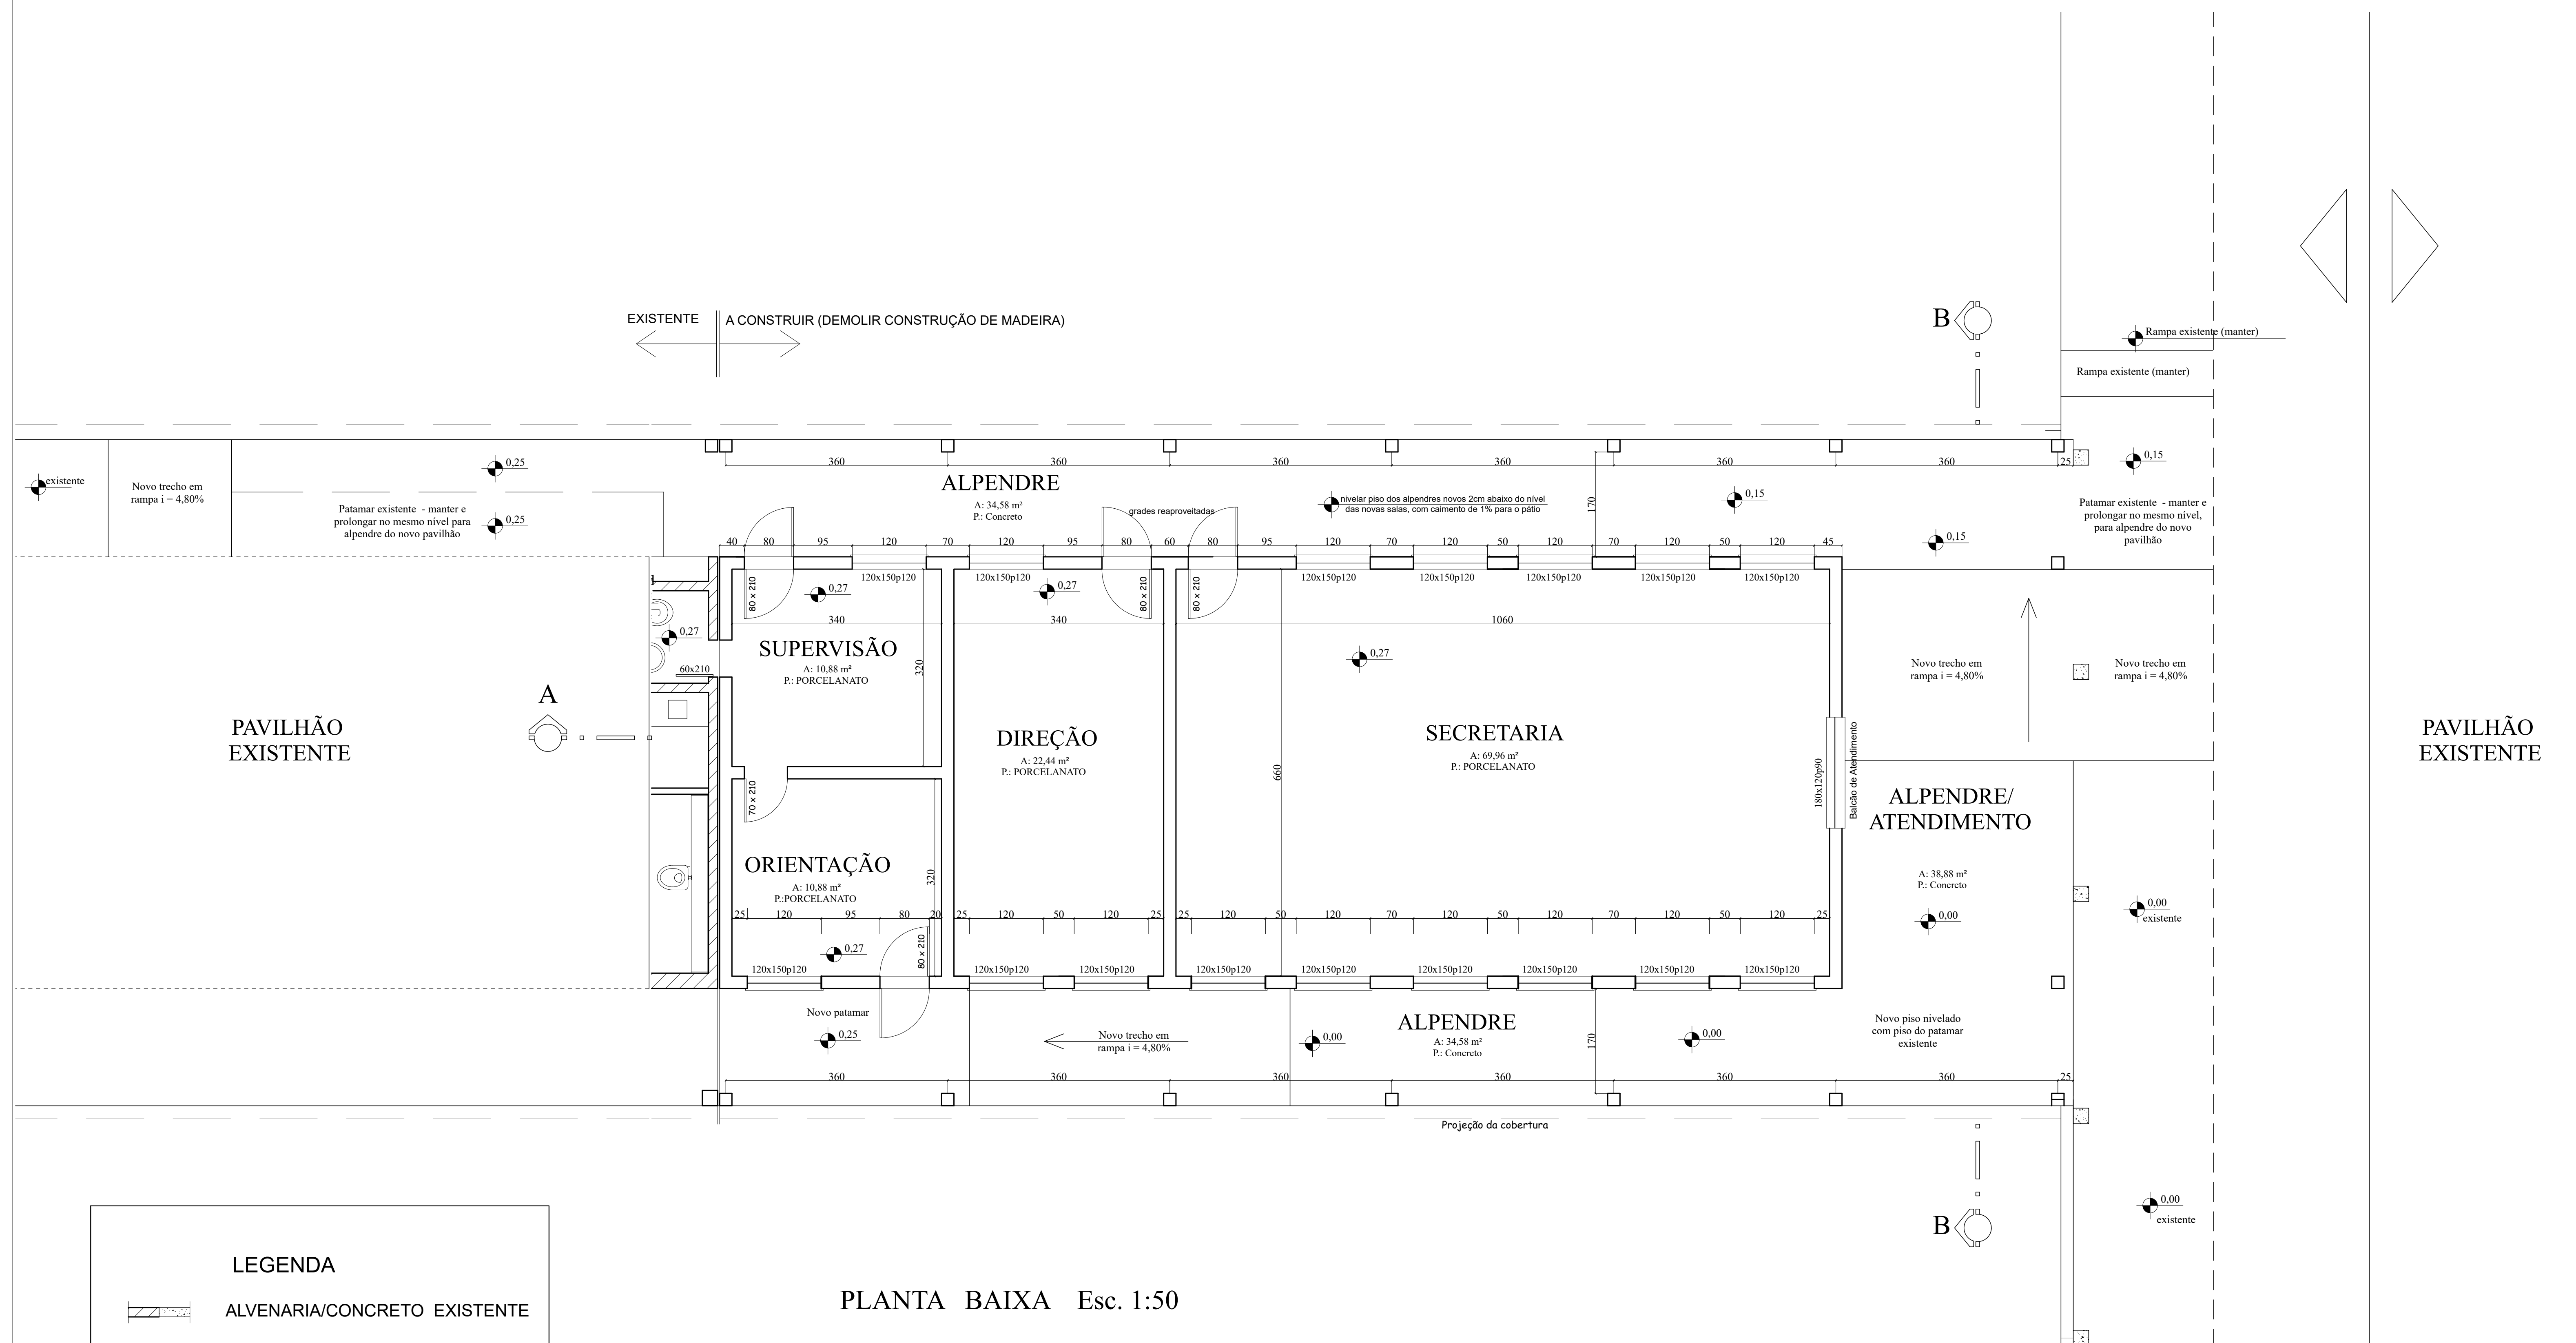 EXISTENTE
A CONSTRUIR (DEMOLIR CONSTRUÇÃO DE MADEIRA)
B
Rampa existente (manter)
Rampa existente (manter)
existente
Novo trecho em
rampa i = 4,80%
0,25
Patamar existente - manter e
prolongar no mesmo nível para
alpendre do novo pavilhão
0,25
360
360
360
360
360
360
25
ALPENDRE
A: 34,58 m²
P.: Concreto
grades reaproveitadas
nivelar piso dos alpendres novos 2cm abaixo do nível
das novas salas, com caimento de 1% para o pátio
170
0,15
0,15
0,15
Patamar existente - manter e
prolongar no mesmo nível,
para alpendre do novo
pavilhão
40
80
95
120
70
120
95
80
60
80
95
120
70
120
50
120
70
120
50
120
45
120x150p120
120x150p120
120x150p120
120x150p120
120x150p120
120x150p120
120x150p120
80 x 210
0,27
0,27
80 x 210
80 x 210
340
340
1060
0,27
60x210
SUPERVISÃO
A: 10,88 m²
P.: PORCELANATO
320
0,27
Novo trecho em
rampa i = 4,80%
Novo trecho em
rampa i = 4,80%
A
PAVILHÃO
EXISTENTE
DIREÇÃO
A: 22,44 m²
P.: PORCELANATO
SECRETARIA
A: 69,96 m²
P.: PORCELANATO
660
180x120p90
Balcão de Atendimento
PAVILHÃO
EXISTENTE
70 x 210
ALPENDRE/
ATENDIMENTO
A: 38,88 m²
P.: Concreto
0,00
0,00
existente
ORIENTAÇÃO
A: 10,88 m²
P.:PORCELANATO
320
25
120
95
80
20
25
120
50
120
25
25
120
50
120
70
120
50
120
70
120
50
120
25
0,27
80 x 210
120x150p120
120x150p120
120x150p120
120x150p120
120x150p120
120x150p120
120x150p120
120x150p120
120x150p120
Novo patamar
0,25
Novo trecho em
rampa i = 4,80%
0,00
ALPENDRE
A: 34,58 m²
P.: Concreto
170
0,00
Novo piso nivelado
com piso do patamar
existente
360
360
360
360
360
360
25
Projeção da cobertura
0,00
existente
B
LEGENDA
ALVENARIA/CONCRETO EXISTENTE
PLANTA BAIXA Esc. 1:50